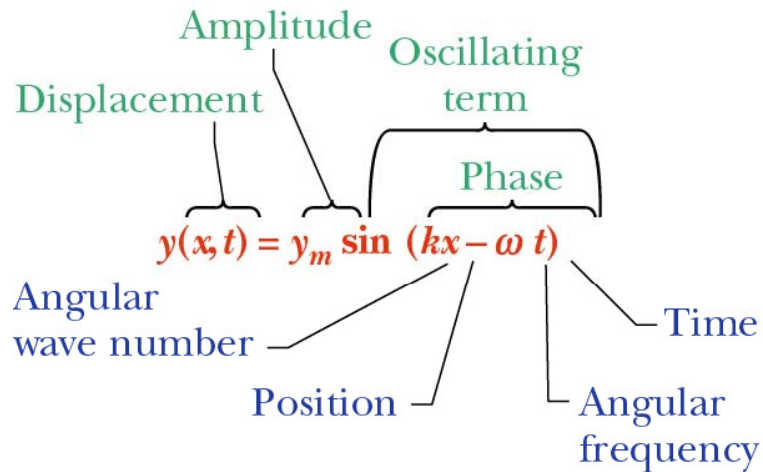 Amplitude
Oscillating
term
Displacement
Phase
y(x, t) = yₘ sin (kx − ω t)
Angular
wave number
Time
Position
Angular
frequency